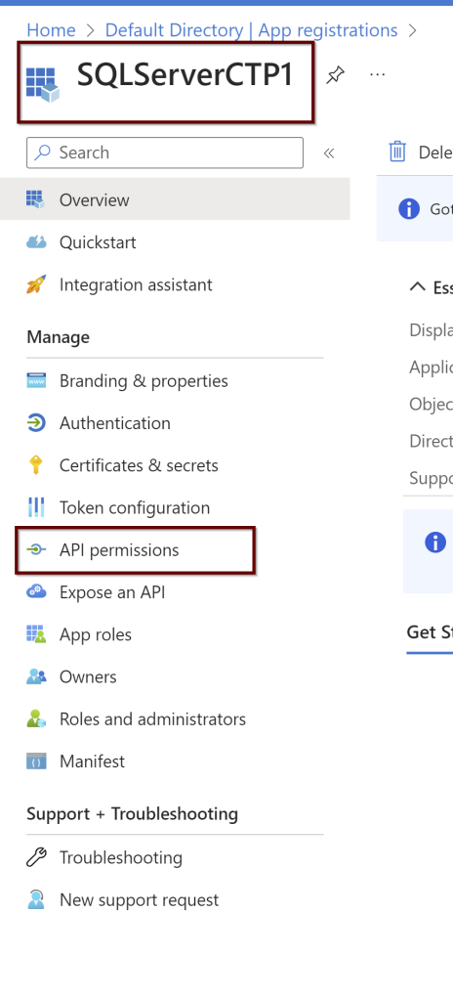 Home > Default Directory | App registrations >
SQLServerCTP1
Search
«
Overview
Quickstart
Integration assistant
Manage
Branding & properties
Authentication
Certificates & secrets
Token configuration
API permissions
Expose an API
App roles
Owners
Roles and administrators
Manifest
Support + Troubleshooting
Troubleshooting
New support request
Dele
Got
Ess
Displa
Applic
Objec
Direct
Suppo
Get St